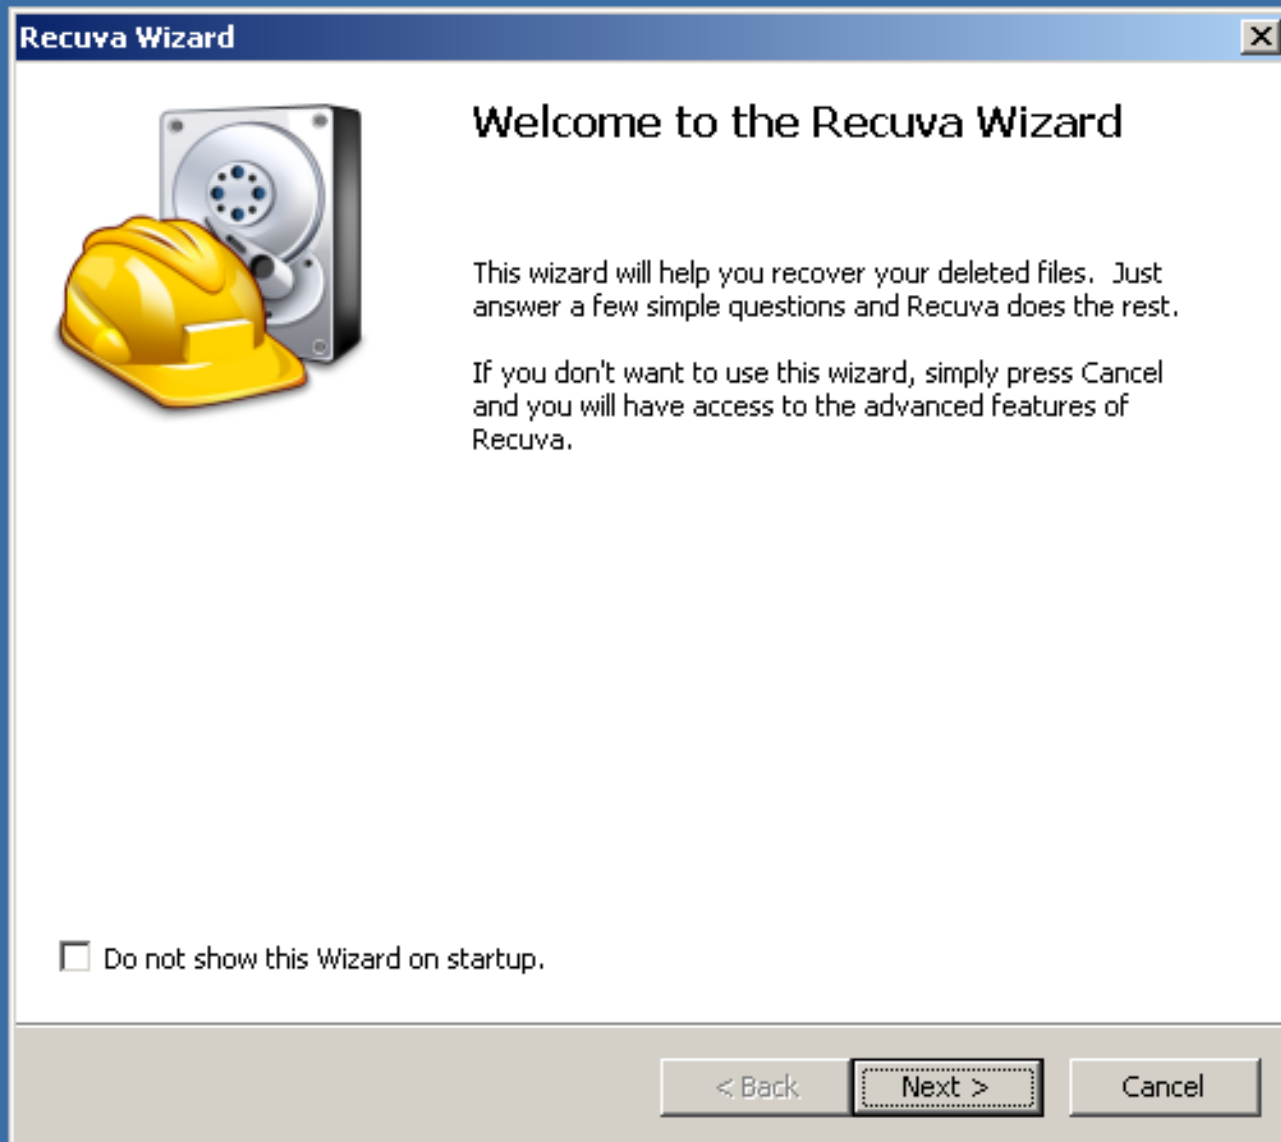 Recuva Wizard
Welcome to the Recuva Wizard
This wizard will help you recover your deleted files.  Just
answer a few simple questions and Recuva does the rest.
If you don't want to use this wizard, simply press Cancel
and you will have access to the advanced features of
Recuva.
Do not show this Wizard on startup.
< Back
Next >
Cancel